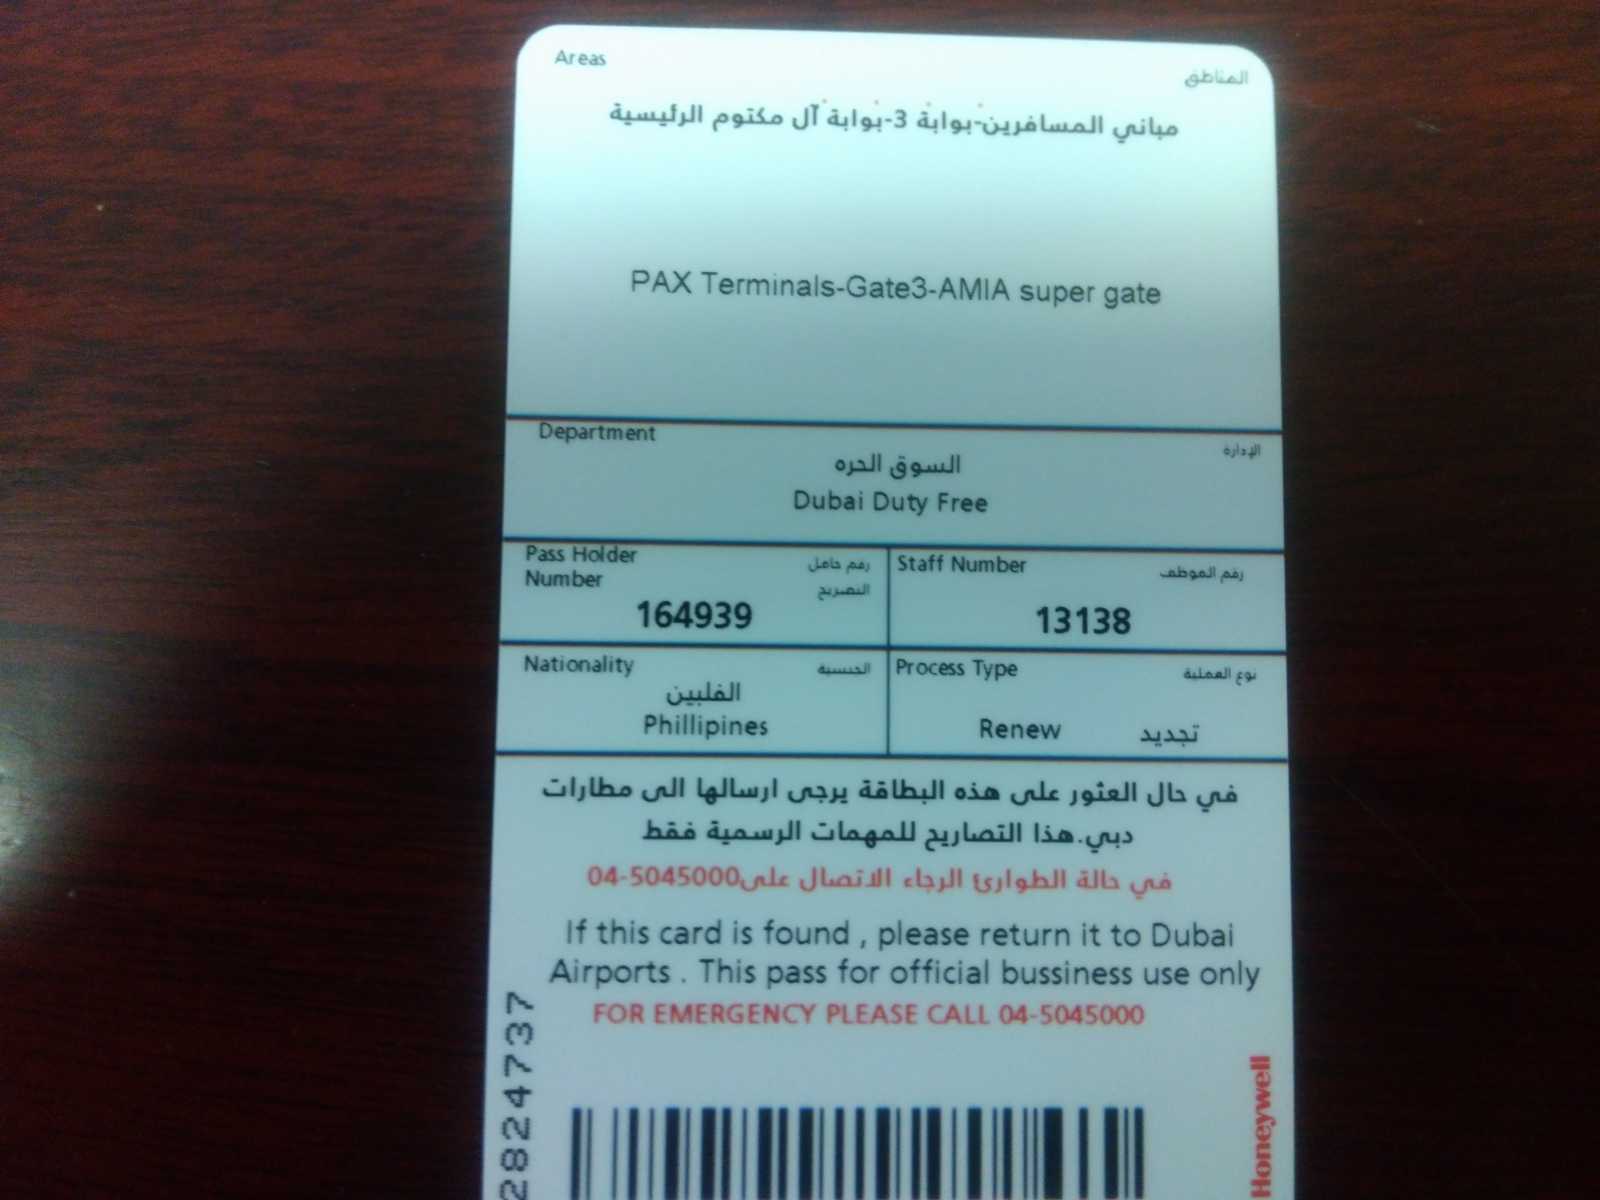 Areas
المناطق
مباني المسافرين-بوابة 3-بوابة آل مكتوم الرئيسية
PAX Terminals-Gate3-AMIA super gate
Department
الإدارة
السوق الحره
Dubai Duty Free
Pass Holder
Number
رقم حامل
التصريح
164939
Staff Number
رقم الموظف
13138
Nationality
الجنسية
الفلبين
Phillipines
Process Type
نوع العملية
Renew تجديد
في حال العثور على هذه البطاقة يرجى ارسالها الى مطارات
دبي.هذا التصاريح للمهمات الرسمية فقط
في حالة الطوارئ الرجاء الاتصال على04-5045000
If this card is found , please return it to Dubai
Airports . This pass for official bussiness use only
FOR EMERGENCY PLEASE CALL 04-5045000
2824737
Honeywell